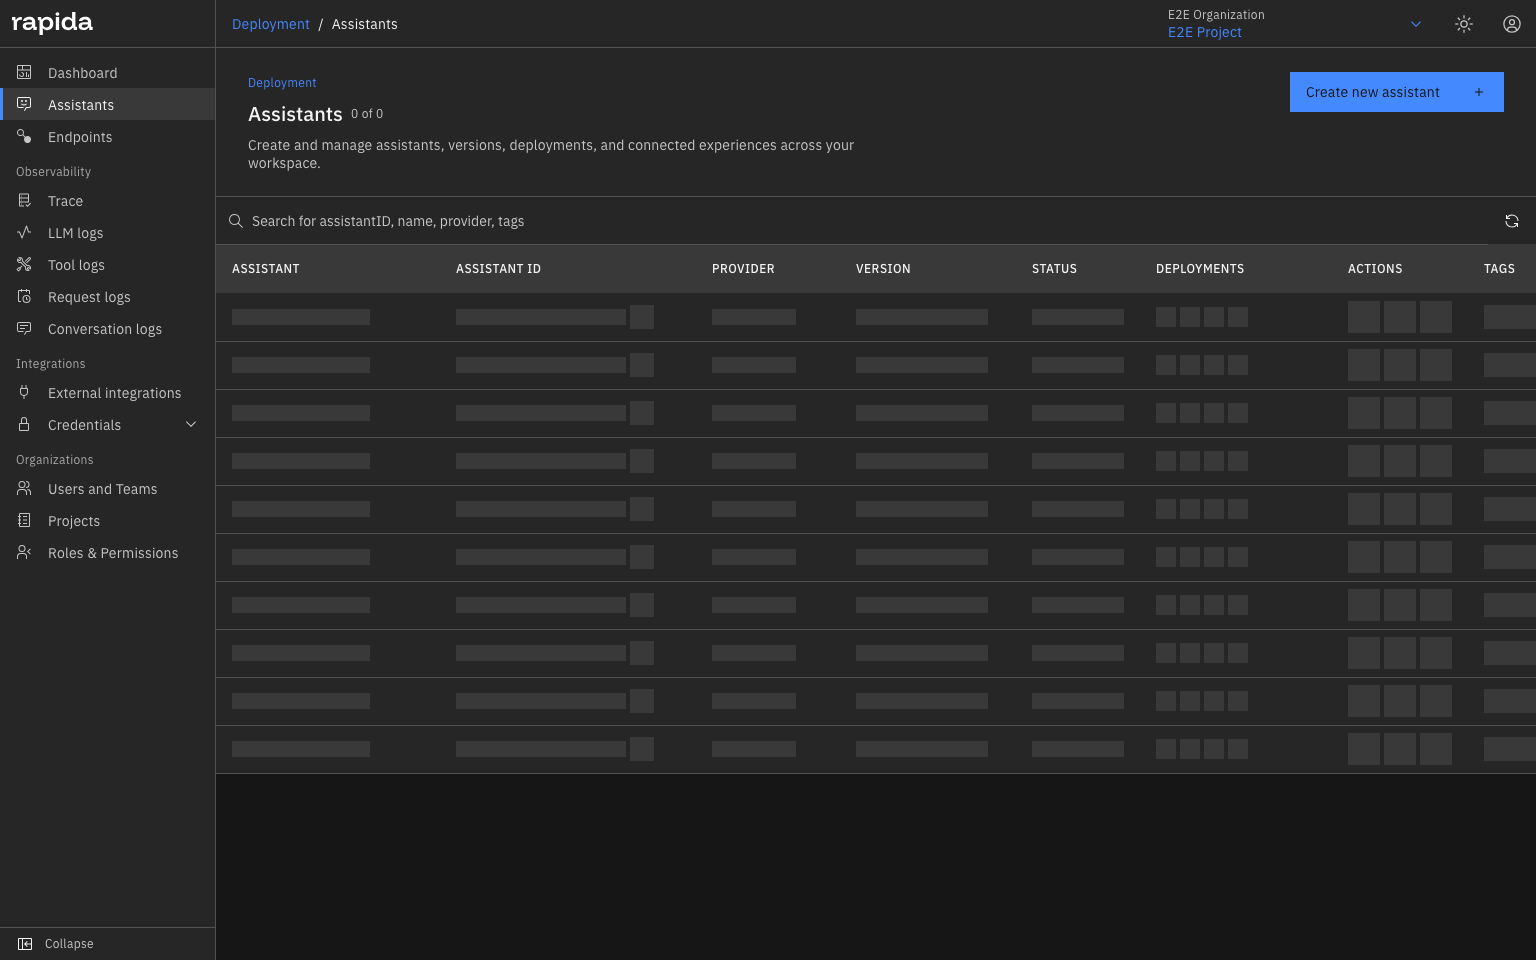 rapida
Deployment / Assistants
E2E Organization
E2E Project
Dashboard
Assistants
Endpoints
Observability
Trace
LLM logs
Tool logs
Request logs
Conversation logs
Integrations
External integrations
Credentials
Organizations
Users and Teams
Projects
Roles & Permissions
Collapse
Deployment
Assistants 0 of 0
Create and manage assistants, versions, deployments, and connected experiences across your
workspace.
Create new assistant +
Search for assistantID, name, provider, tags
ASSISTANT ASSISTANT ID PROVIDER VERSION STATUS DEPLOYMENTS ACTIONS TAGS